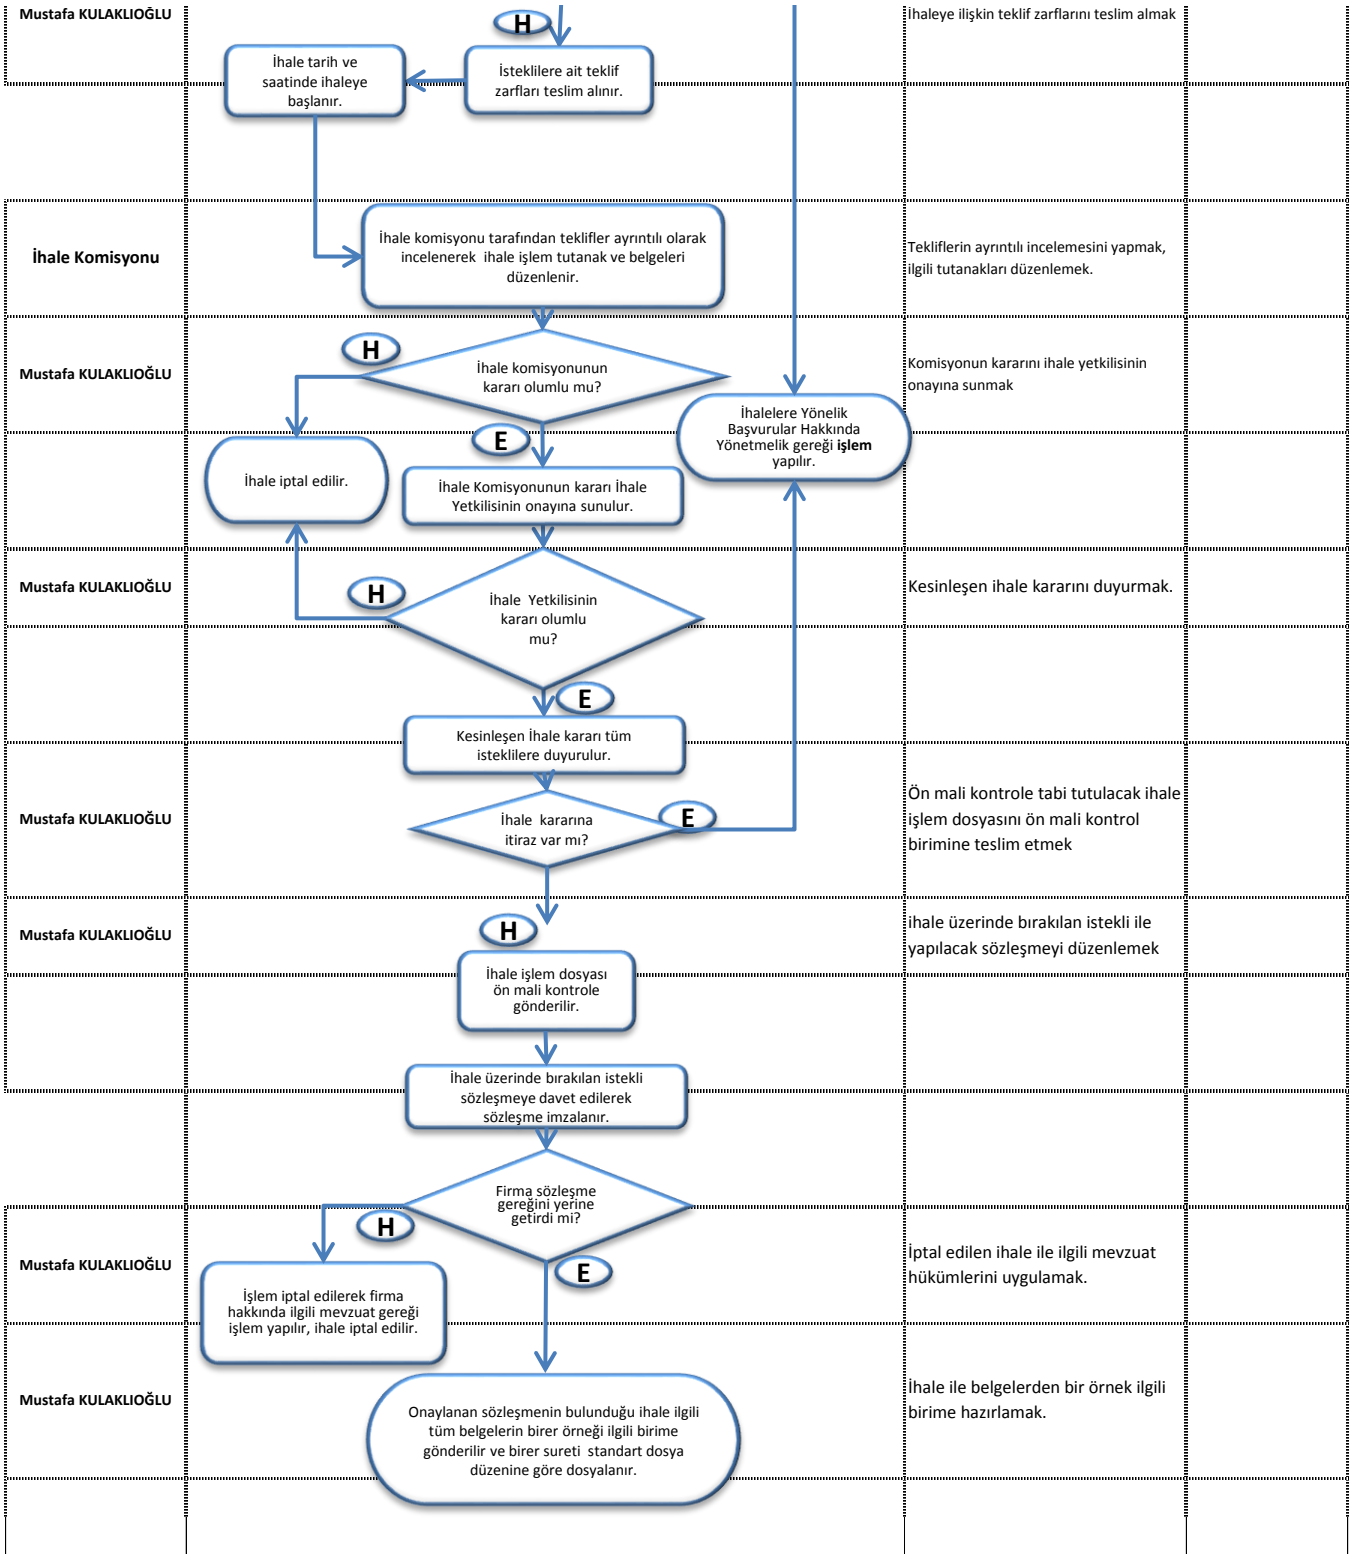 Mustafa KULAKLIOĞLU
H
İhaleye ilişkin teklif zarflarını teslim almak
İhale tarih ve
saatinde ihaleye
başlanır.
İsteklilere ait teklif
zarfları teslim alınır.
İhale Komisyonu
İhale komisyonu tarafından teklifler ayrıntılı olarak
incelenerek ihale işlem tutanak ve belgeleri
düzenlenir.
Tekliflerin ayrıntılı incelemesini yapmak,
ilgili tutanakları düzenlemek.
Mustafa KULAKLIOĞLU
H
İhale komisyonunun
kararı olumlu mu?
Komisyonun kararını ihale yetkilisinin
onayına sunmak
İhalelere Yönelik
Başvurular Hakkında
Yönetmelik gereği işlem
yapılır.
E
İhale iptal edilir.
İhale Komisyonunun kararı İhale
Yetkilisinin onayına sunulur.
Mustafa KULAKLIOĞLU
H
İhale Yetkilisinin
kararı olumlu
mu?
Kesinleşen ihale kararını duyurmak.
E
Kesinleşen İhale kararı tüm
isteklilere duyurulur.
Mustafa KULAKLIOĞLU
İhale kararına
itiraz var mı?
E
Ön mali kontrole tabi tutulacak ihale
işlem dosyasını ön mali kontrol
birimine teslim etmek
Mustafa KULAKLIOĞLU
H
ihale üzerinde bırakılan istekli ile
yapılacak sözleşmeyi düzenlemek
İhale işlem dosyası
ön mali kontrole
gönderilir.
İhale üzerinde bırakılan istekli
sözleşmeye davet edilerek
sözleşme imzalanır.
Firma sözleşme
gereğini yerine
getirdi mi?
H
Mustafa KULAKLIOĞLU
E
İptal edilen ihale ile ilgili mevzuat
hükümlerini uygulamak.
İşlem iptal edilerek firma
hakkında ilgili mevzuat gereği
işlem yapılır, ihale iptal edilir.
Mustafa KULAKLIOĞLU
Onaylanan sözleşmenin bulunduğu ihale ilgili
tüm belgelerin birer örneği ilgili birime
gönderilir ve birer sureti standart dosya
düzenine göre dosyalanır.
İhale ile belgelerden bir örnek ilgili
birime hazırlamak.